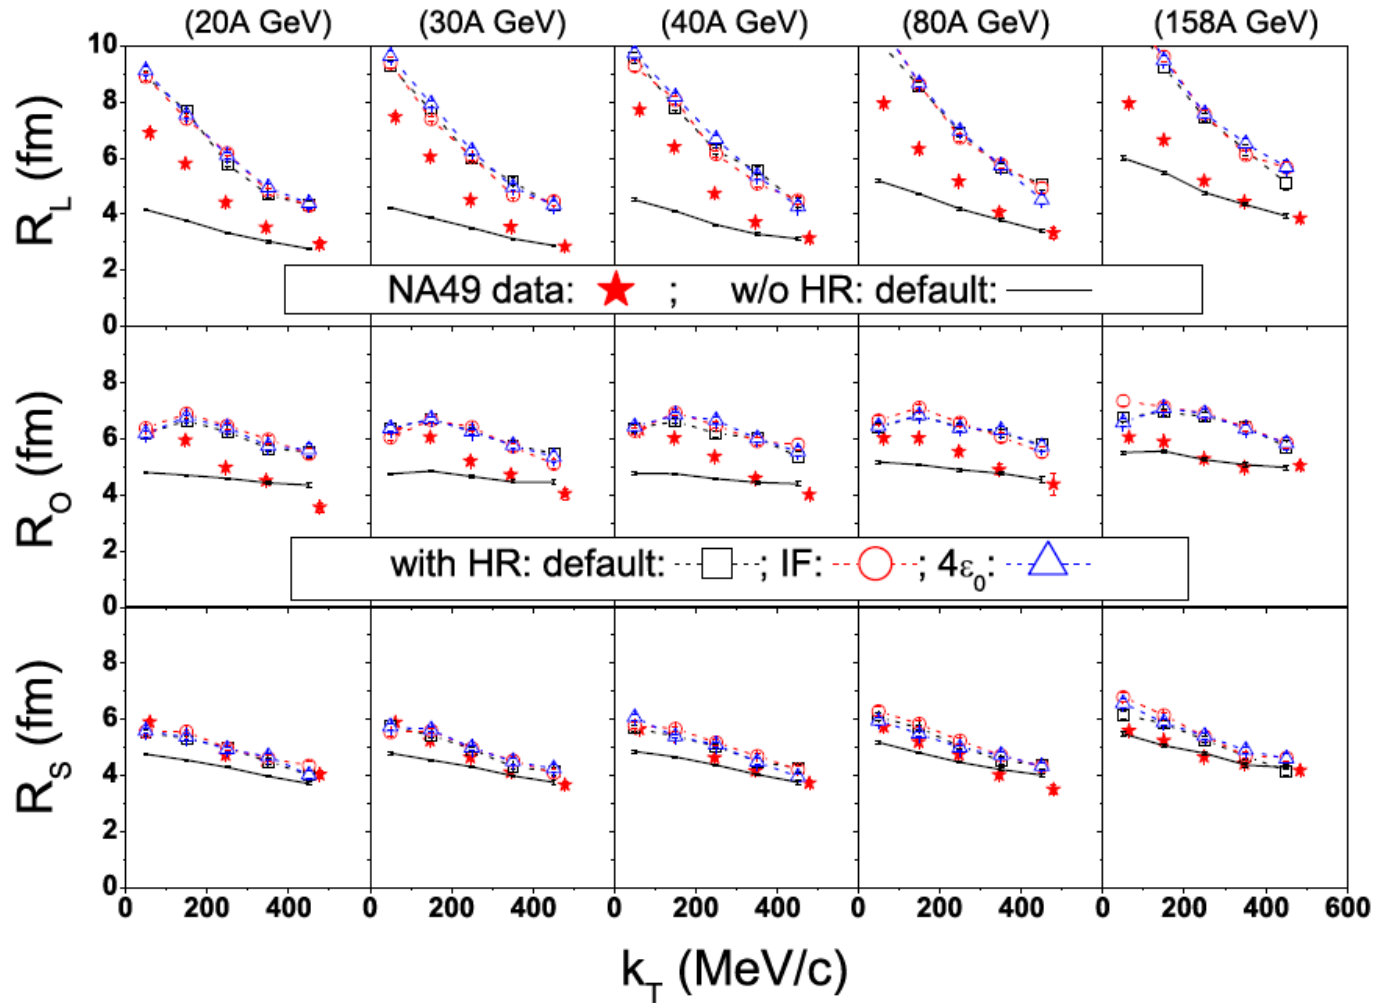 (20A GeV) (30A GeV) (40A GeV) (80A GeV) (158A GeV)
10
8
6
4
2
0
R_L (fm)
NA49 data: ★ ; w/o HR: default:
8
6
4
2
0
R_O (fm)
with HR: default: ; IF: ; 4ε_0:
8
6
4
2
0
R_S (fm)
0 200 400 0 200 400 0 200 400 0 200 400 0 200 400 600
k_T (MeV/c)